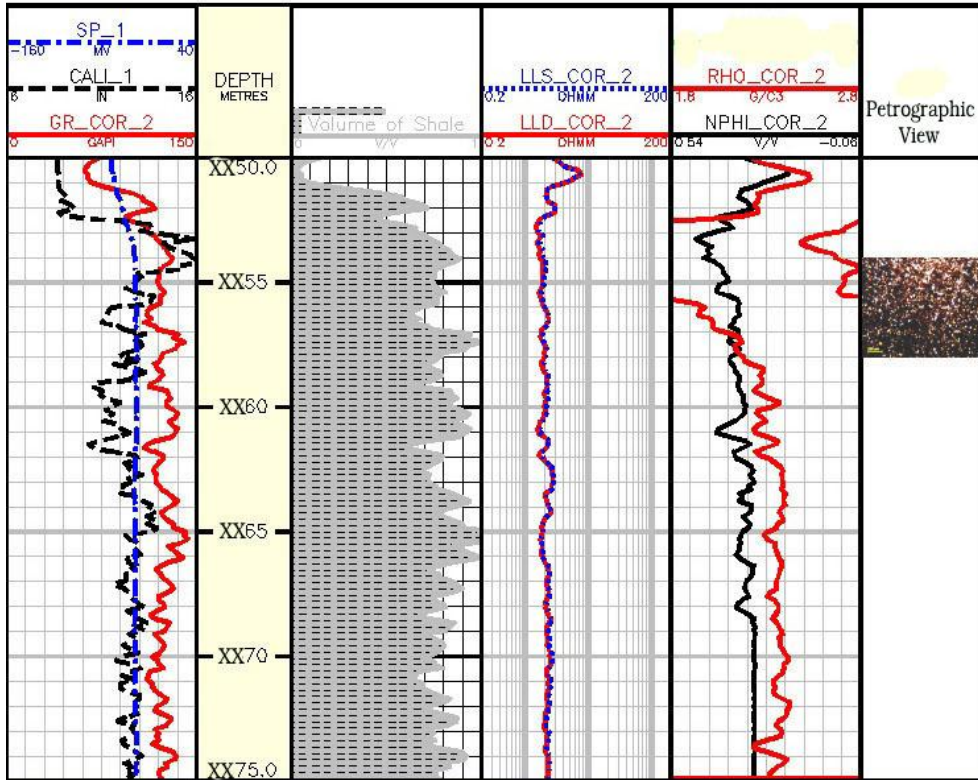 SP_1
-160 MV 40
CALI_1
6 IN 16
GR_COR_2
0 GAPI 150
DEPTH
METRES
Volume of Shale
0 V/V 1
LLS_COR_2
0.2 OHMM 200
LLD_COR_2
0.2 OHMM 200
RHO_COR_2
1.8 G/C3 2.8
NPHI_COR_2
0.54 V/V -0.06
Petrographic
View
XX50.0
XX55
XX60
XX65
XX70
XX75.0